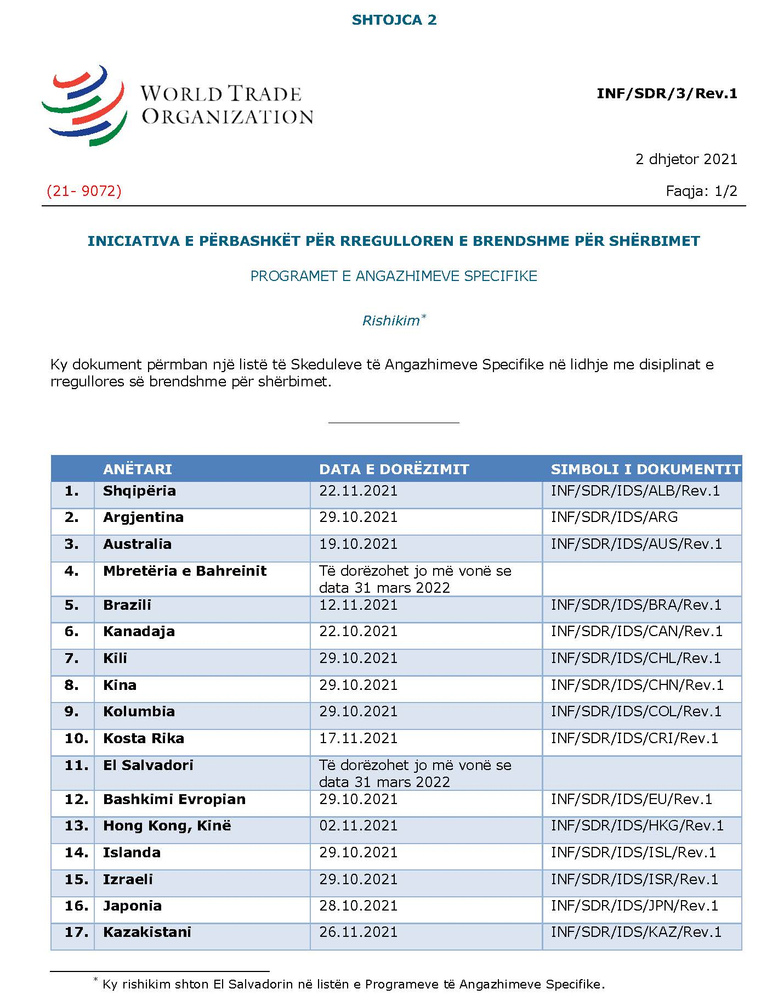 SHTOJCA 2
WORLD TRADE
ORGANIZATION
INF/SDR/3/Rev.1
2 dhjetor 2021
(21- 9072)
Faqja: 1/2
INICIATIVA E PËRBASHKËT PËR RREGULLOREN E BRENDSHME PËR SHËRBIMET
PROGRAMET E ANGAZHIMEVE SPECIFIKE
Rishikim*
Ky dokument përmban një listë të Skeduleve të Angazhimeve Specifike në lidhje me disiplinat e
rregullores së brendshme për shërbimet.
ANËTARI DATA E DORËZIMIT SIMBOLI I DOKUMENTIT
1. Shqipëria 22.11.2021 INF/SDR/IDS/ALB/Rev.1
2. Argjentina 29.10.2021 INF/SDR/IDS/ARG
3. Australia 19.10.2021 INF/SDR/IDS/AUS/Rev.1
4. Mbretëria e Bahreinit Të dorëzohet jo më vonë se
data 31 mars 2022
5. Brazili 12.11.2021 INF/SDR/IDS/BRA/Rev.1
6. Kanadaja 22.10.2021 INF/SDR/IDS/CAN/Rev.1
7. Kili 29.10.2021 INF/SDR/IDS/CHL/Rev.1
8. Kina 29.10.2021 INF/SDR/IDS/CHN/Rev.1
9. Kolumbia 29.10.2021 INF/SDR/IDS/COL/Rev.1
10. Kosta Rika 17.11.2021 INF/SDR/IDS/CRI/Rev.1
11. El Salvadori Të dorëzohet jo më vonë se
data 31 mars 2022
12. Bashkimi Evropian 29.10.2021 INF/SDR/IDS/EU/Rev.1
13. Hong Kong, Kinë 02.11.2021 INF/SDR/IDS/HKG/Rev.1
14. Islanda 29.10.2021 INF/SDR/IDS/ISL/Rev.1
15. Izraeli 29.10.2021 INF/SDR/IDS/ISR/Rev.1
16. Japonia 28.10.2021 INF/SDR/IDS/JPN/Rev.1
17. Kazakistani 26.11.2021 INF/SDR/IDS/KAZ/Rev.1
* Ky rishikim shton El Salvadorin në listën e Programeve të Angazhimeve Specifike.